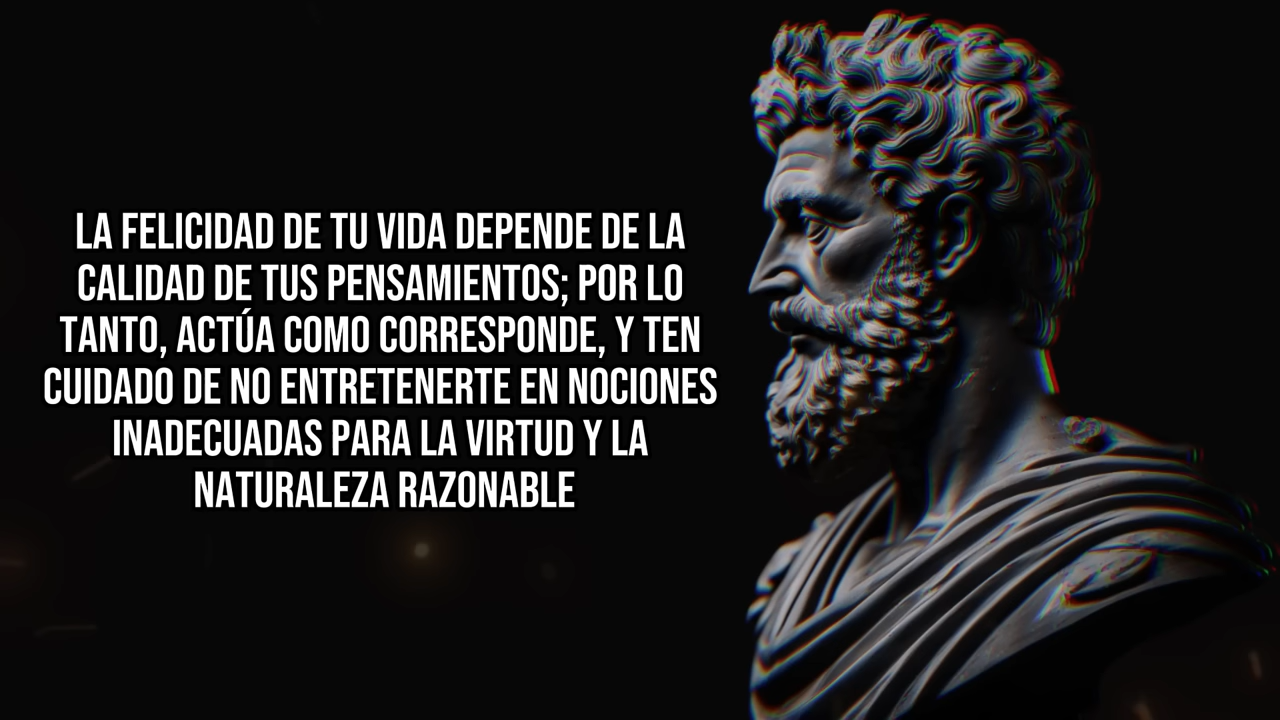 LA FELICIDAD DE TU VIDA DEPENDE DE LA
CALIDAD DE TUS PENSAMIENTOS; POR LO
TANTO, ACTÚA COMO CORRESPONDE, Y TEN
CUIDADO DE NO ENTRETENERTE EN NOCIONES
INADECUADAS PARA LA VIRTUD Y LA
NATURALEZA RAZONABLE